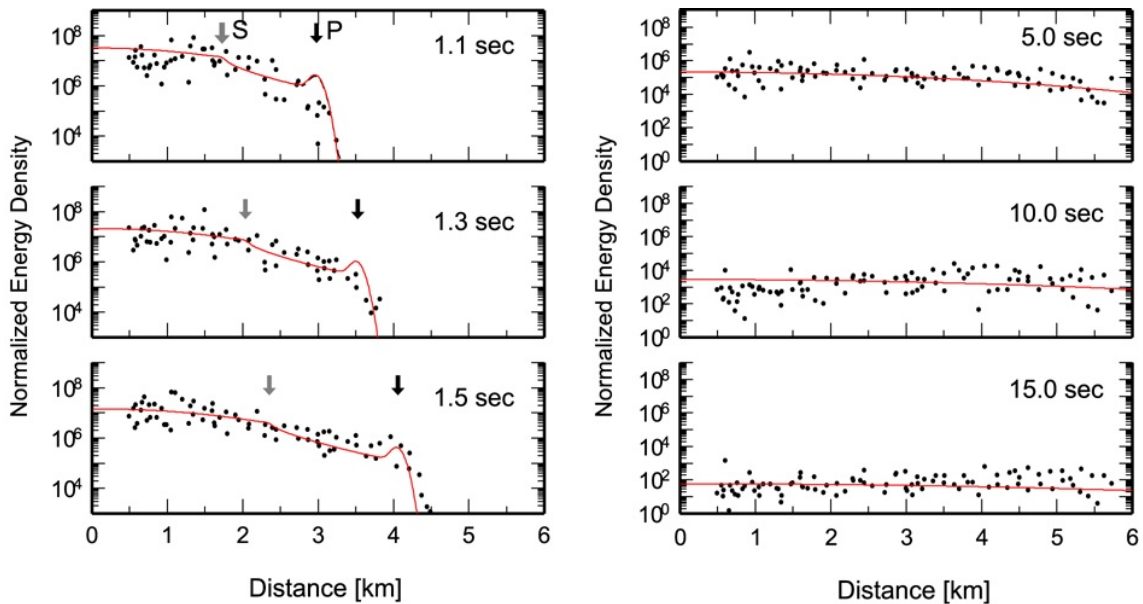 Normalized Energy Density
10^8
10^6
10^4
S
P
1.1 sec
10^8
10^6
10^4
1.3 sec
10^8
10^6
10^4
1.5 sec
0 1 2 3 4 5 6
Distance [km]
Normalized Energy Density
10^8
10^6
10^4
10^2
10^0
5.0 sec
10^8
10^6
10^4
10^2
10^0
10.0 sec
10^8
10^6
10^4
10^2
10^0
15.0 sec
0 1 2 3 4 5 6
Distance [km]